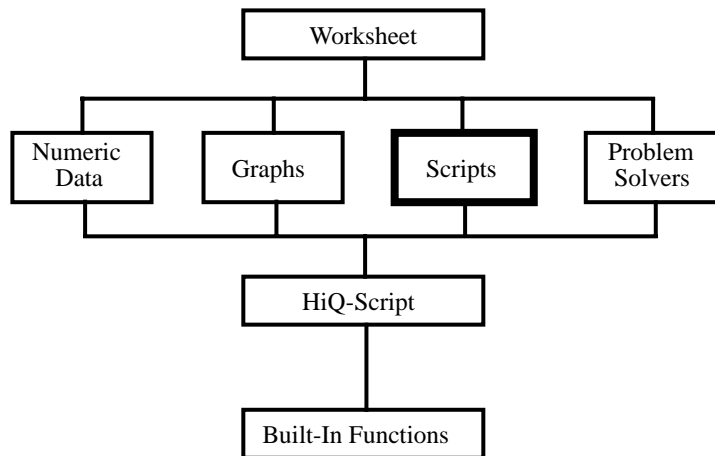 Worksheet
Numeric
Data
Graphs
Scripts
Problem
Solvers
HiQ-Script
Built-In Functions